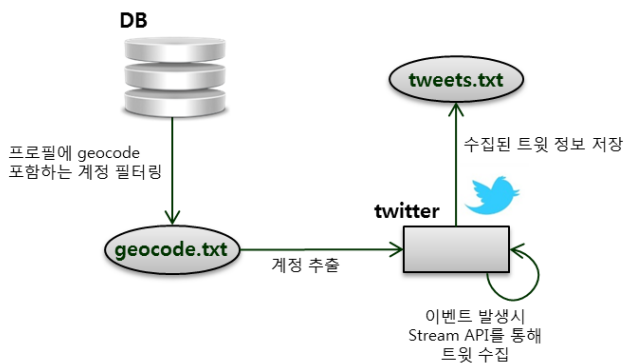 DB
tweets.txt
프로필에 geocode
포함하는 계정 필터링
수집된 트윗 정보 저장
twitter
geocode.txt
계정 추출
이벤트 발생시
Stream API를 통해
트윗 수집